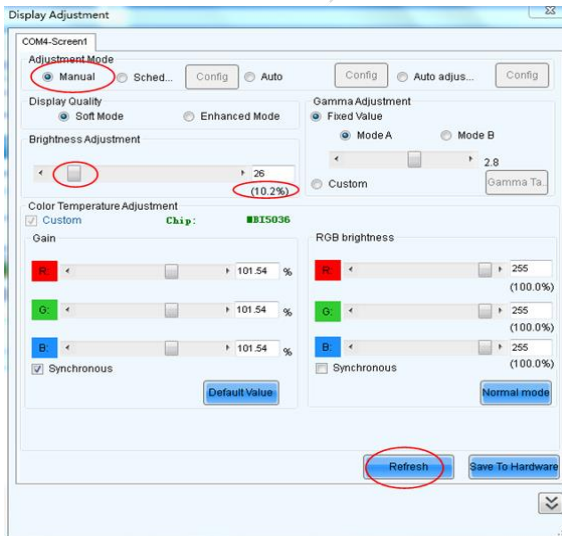 Display Adjustment
COM4-Screen1
Adjustment Mode
Manual Sched... Config Auto Config Auto adjus... Config
Display Quality
Soft Mode Enhanced Mode
Gamma Adjustment
Fixed Value
Mode A Mode B
2.8
Custom Gamma Ta..
Brightness Adjustment
26
(10.2%)
Color Temperature Adjustment
Custom Chip: MBI5036
Gain
R: 101.54 %
G: 101.54 %
B: 101.54 %
Synchronous
Default Value
RGB brightness
R: 255
(100.0%)
G: 255
(100.0%)
B: 255
(100.0%)
Synchronous
Normal mode
Refresh Save To Hardware